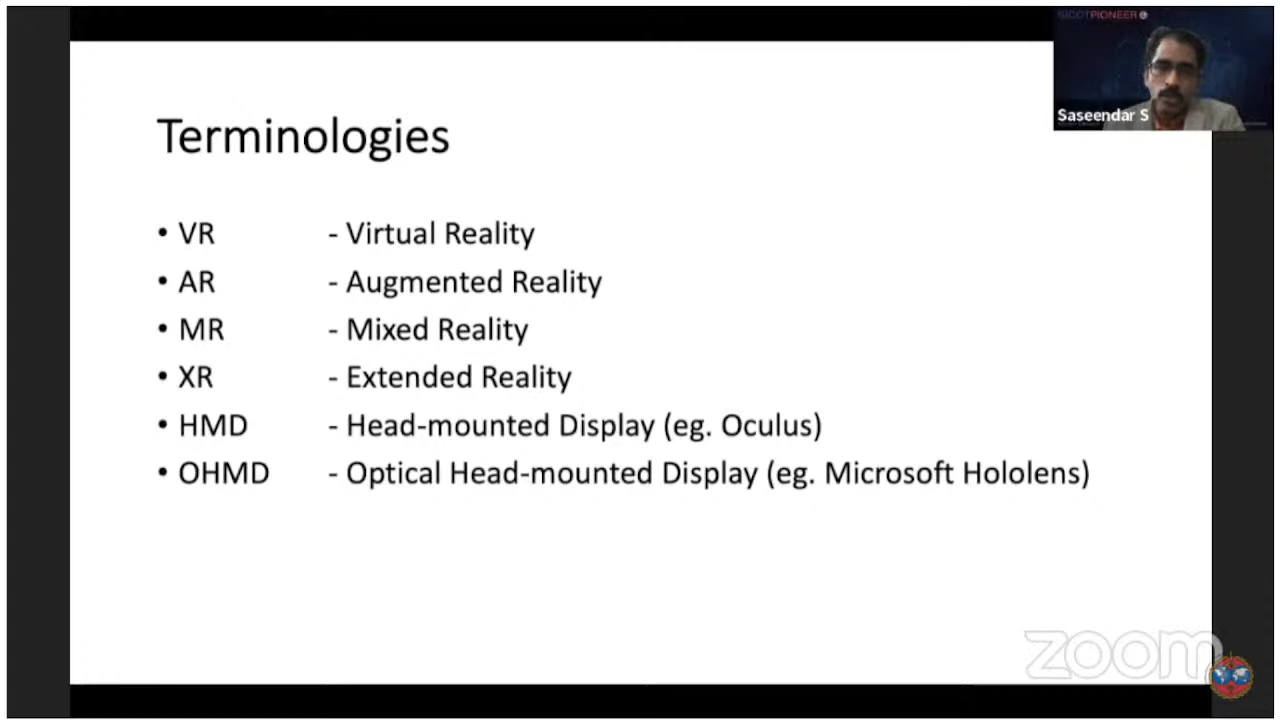 SICOTPIONEER
Saseendar S
Terminologies
• VR - Virtual Reality
• AR - Augmented Reality
• MR - Mixed Reality
• XR - Extended Reality
• HMD - Head-mounted Display (eg. Oculus)
• OHMD - Optical Head-mounted Display (eg. Microsoft Hololens)
zoom